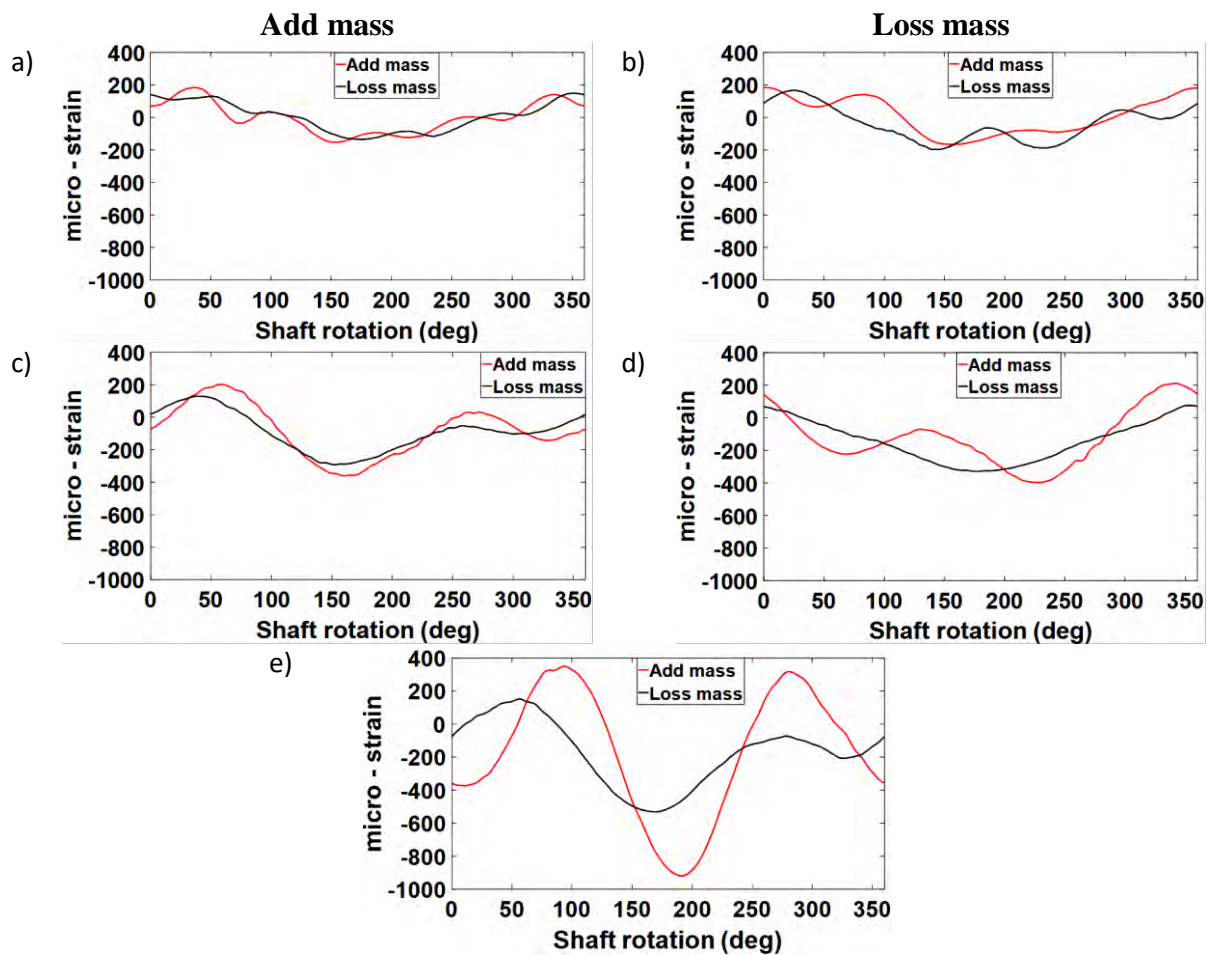 Add mass
Loss mass
a)
400
200
0
-200
-400
-600
-800
-1000
micro - strain
Add mass
Loss mass
0 50 100 150 200 250 300 350
Shaft rotation (deg)
b)
400
200
0
-200
-400
-600
-800
-1000
micro - strain
Add mass
Loss mass
0 50 100 150 200 250 300 350
Shaft rotation (deg)
c)
400
200
0
-200
-400
-600
-800
-1000
micro - strain
Add mass
Loss mass
0 50 100 150 200 250 300 350
Shaft rotation (deg)
d)
400
200
0
-200
-400
-600
-800
-1000
micro - strain
Add mass
Loss mass
0 50 100 150 200 250 300 350
Shaft rotation (deg)
e)
400
200
0
-200
-400
-600
-800
-1000
micro - strain
Add mass
Loss mass
0 50 100 150 200 250 300 350
Shaft rotation (deg)